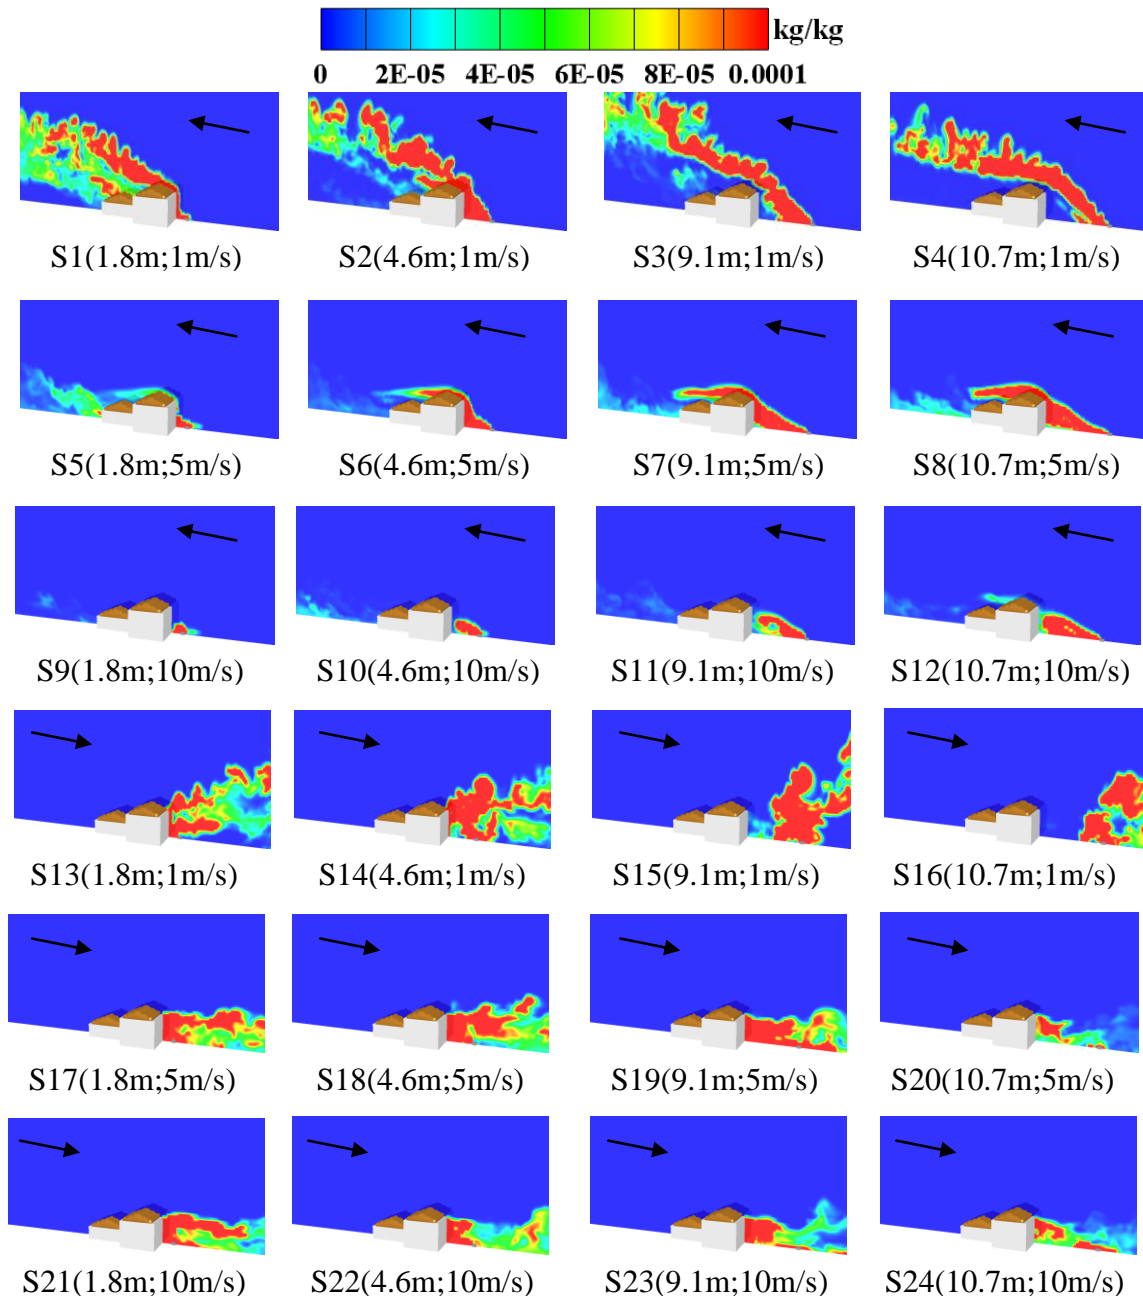 kg/kg
0 2E-05 4E-05 6E-05 8E-05 0.0001
S1(1.8m;1m/s) S2(4.6m;1m/s) S3(9.1m;1m/s) S4(10.7m;1m/s)
S5(1.8m;5m/s) S6(4.6m;5m/s) S7(9.1m;5m/s) S8(10.7m;5m/s)
S9(1.8m;10m/s) S10(4.6m;10m/s) S11(9.1m;10m/s) S12(10.7m;10m/s)
S13(1.8m;1m/s) S14(4.6m;1m/s) S15(9.1m;1m/s) S16(10.7m;1m/s)
S17(1.8m;5m/s) S18(4.6m;5m/s) S19(9.1m;5m/s) S20(10.7m;5m/s)
S21(1.8m;10m/s) S22(4.6m;10m/s) S23(9.1m;10m/s) S24(10.7m;10m/s)